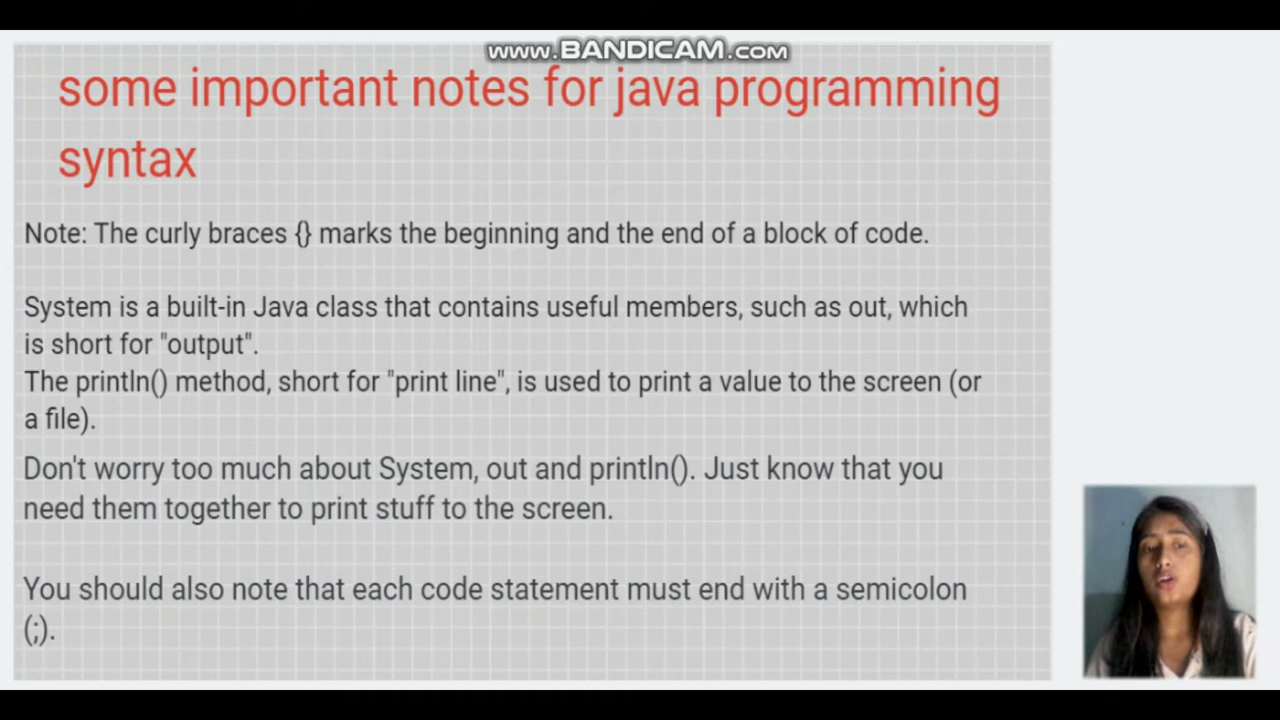 www.BANDICAM.com
some important notes for java programming
syntax
Note: The curly braces {} marks the beginning and the end of a block of code.
System is a built-in Java class that contains useful members, such as out, which
is short for "output".
The println() method, short for "print line", is used to print a value to the screen (or
a file).
Don't worry too much about System, out and println(). Just know that you
need them together to print stuff to the screen.
You should also note that each code statement must end with a semicolon
(;).